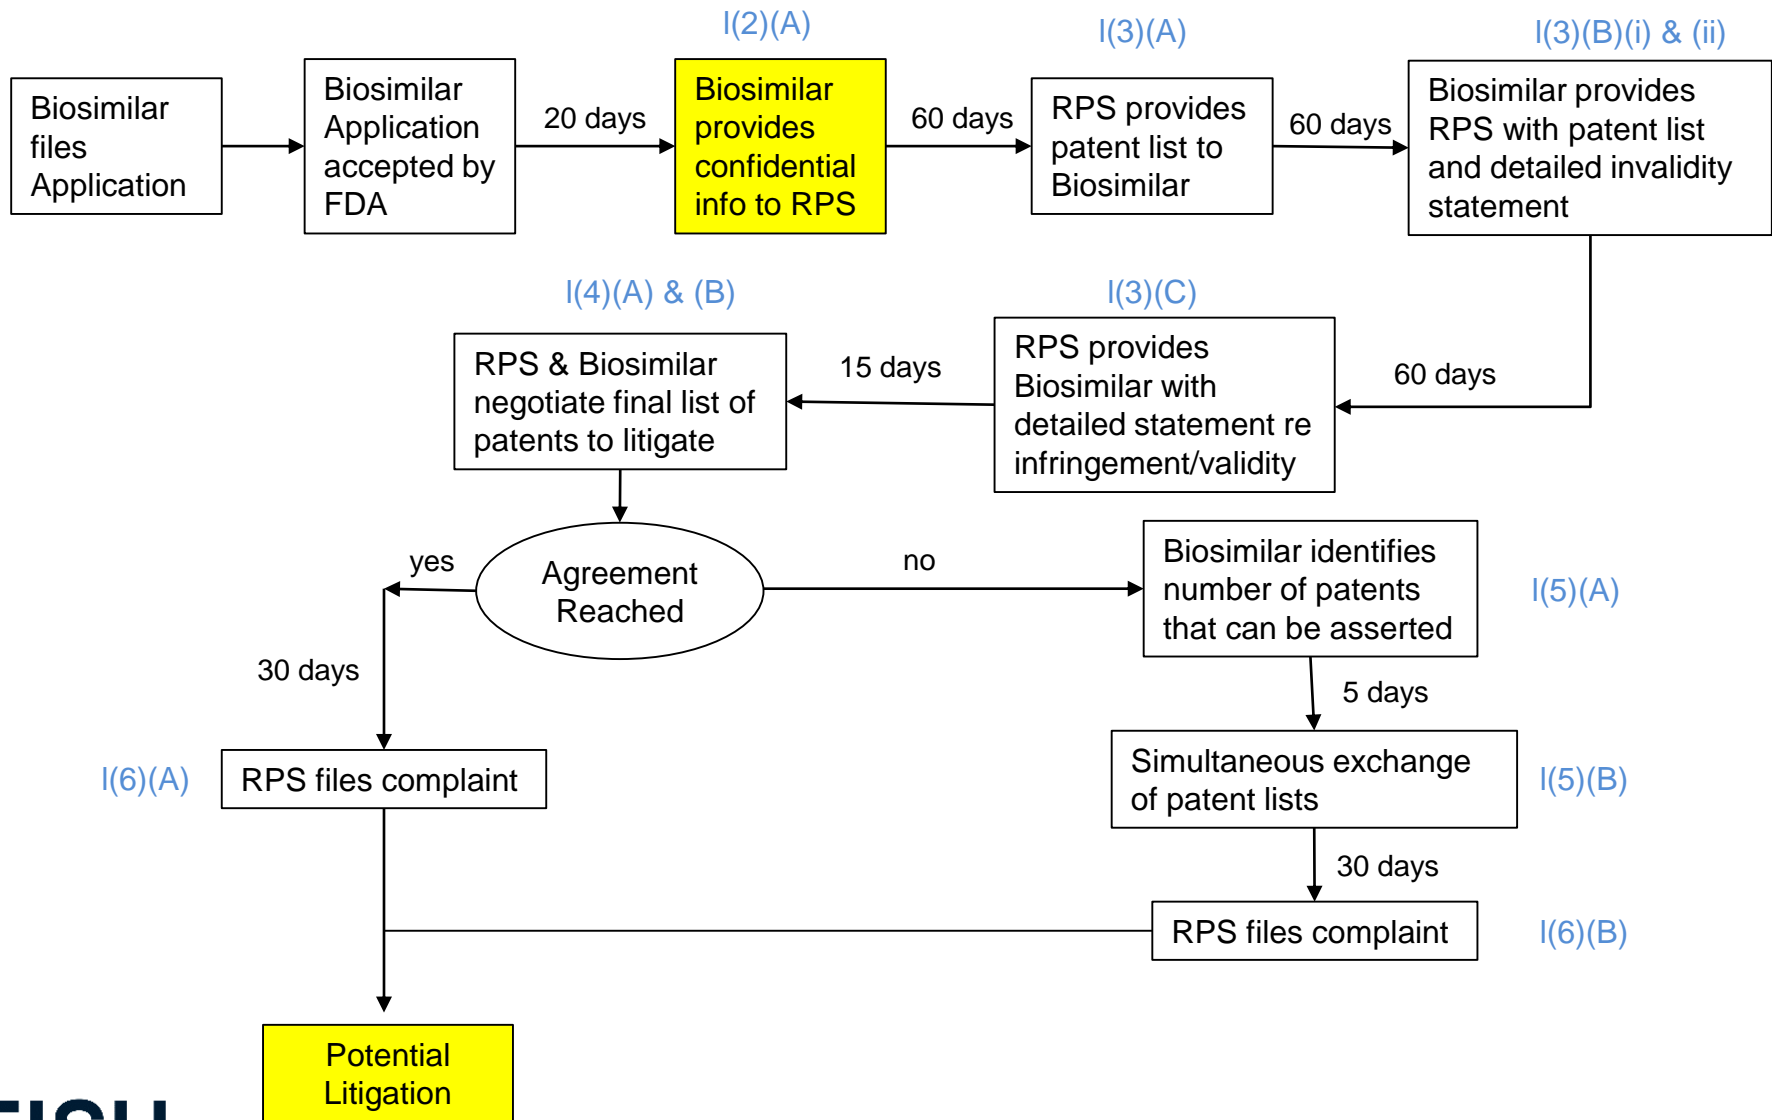 l(2)(A)
l(3)(A)
l(3)(B)(i) & (ii)
Biosimilar
files
Application
Biosimilar
Application
accepted by
FDA
20 days
Biosimilar
provides
confidential
info to RPS
60 days
RPS provides
patent list to
Biosimilar
60 days
Biosimilar provides
RPS with patent list
and detailed invalidity
statement
l(4)(A) & (B)
l(3)(C)
RPS & Biosimilar
negotiate final list of
patents to litigate
15 days
RPS provides
Biosimilar with
detailed statement re
infringement/validity
60 days
yes
Agreement
Reached
no
Biosimilar identifies
number of patents
that can be asserted
l(5)(A)
30 days
5 days
l(6)(A)
RPS files complaint
Simultaneous exchange
of patent lists
l(5)(B)
30 days
RPS files complaint
l(6)(B)
Potential
Litigation